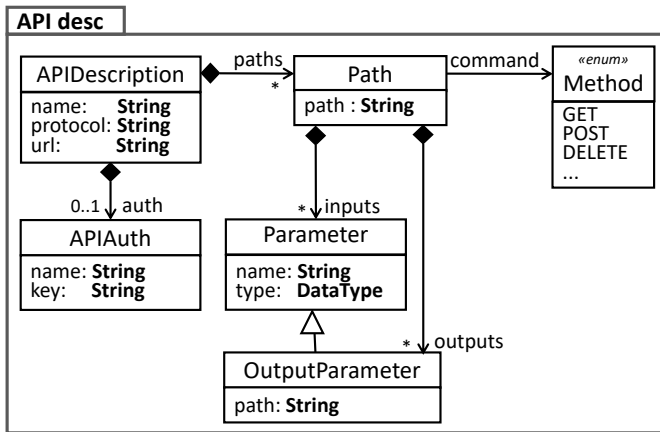 API desc
APIDescription
name: String
protocol: String
url: String
paths
*
Path
path : String
command
«enum»
Method
GET
POST
DELETE
...
0..1 auth
APIAuth
name: String
key: String
* inputs
Parameter
name: String
type: DataType
* outputs
OutputParameter
path: String